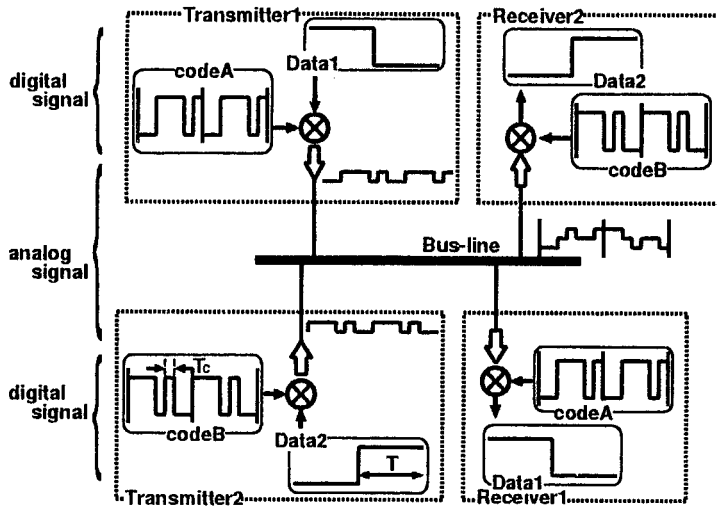 Transmitter1
Receiver2
digital
signal
codeA
Data1
Data2
codeB
analog
signal
Bus-line
digital
signal
Tc
codeB
Data2
T
Transmitter2
codeA
Data1
Receiver1